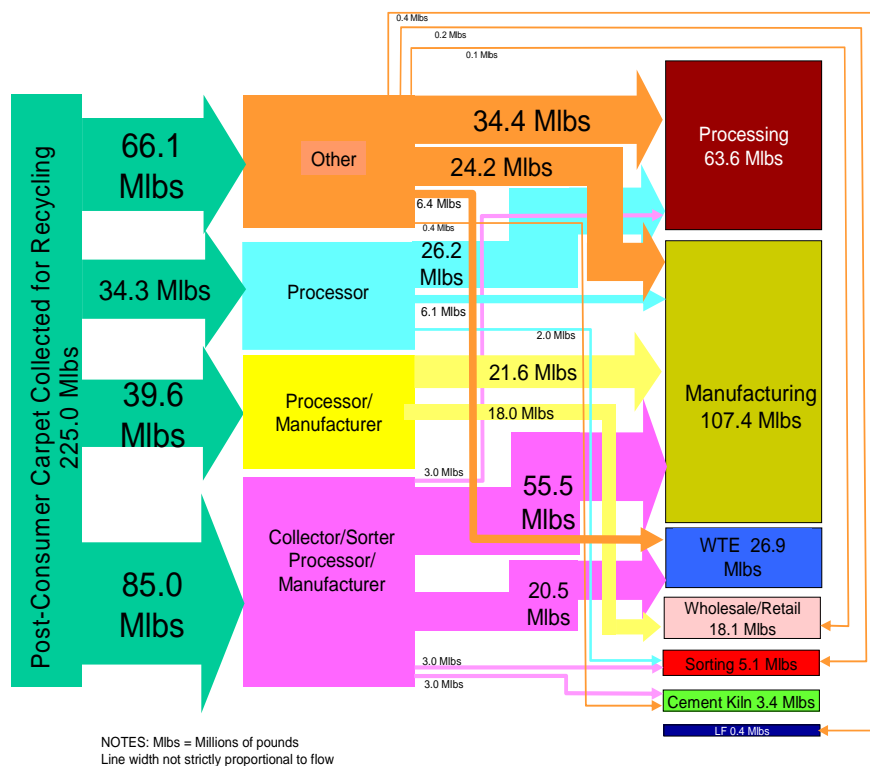 0.4 Mlbs
0.2 Mlbs
0.1 Mlbs
Post-Consumer Carpet Collected for Recycling
225.0 Mlbs
66.1
Mlbs
34.3 Mlbs
39.6
Mlbs
85.0
Mlbs
Other
Processor
Processor/
Manufacturer
Collector/Sorter
Processor/
Manufacturer
34.4 Mlbs
24.2 Mlbs
6.4 Mlbs
0.4 Mlbs
26.2
Mlbs
6.1 Mlbs
2.0 Mlbs
21.6 Mlbs
18.0 Mlbs
3.0 Mlbs
55.5
Mlbs
20.5
Mlbs
3.0 Mlbs
3.0 Mlbs
Processing
63.6 Mlbs
Manufacturing
107.4 Mlbs
WTE 26.9
Mlbs
Wholesale/Retail
18.1 Mlbs
Sorting 5.1 Mlbs
Cement Kiln 3.4 Mlbs
LF 0.4 Mlbs
NOTES: Mlbs = Millions of pounds
Line width not strictly proportional to flow